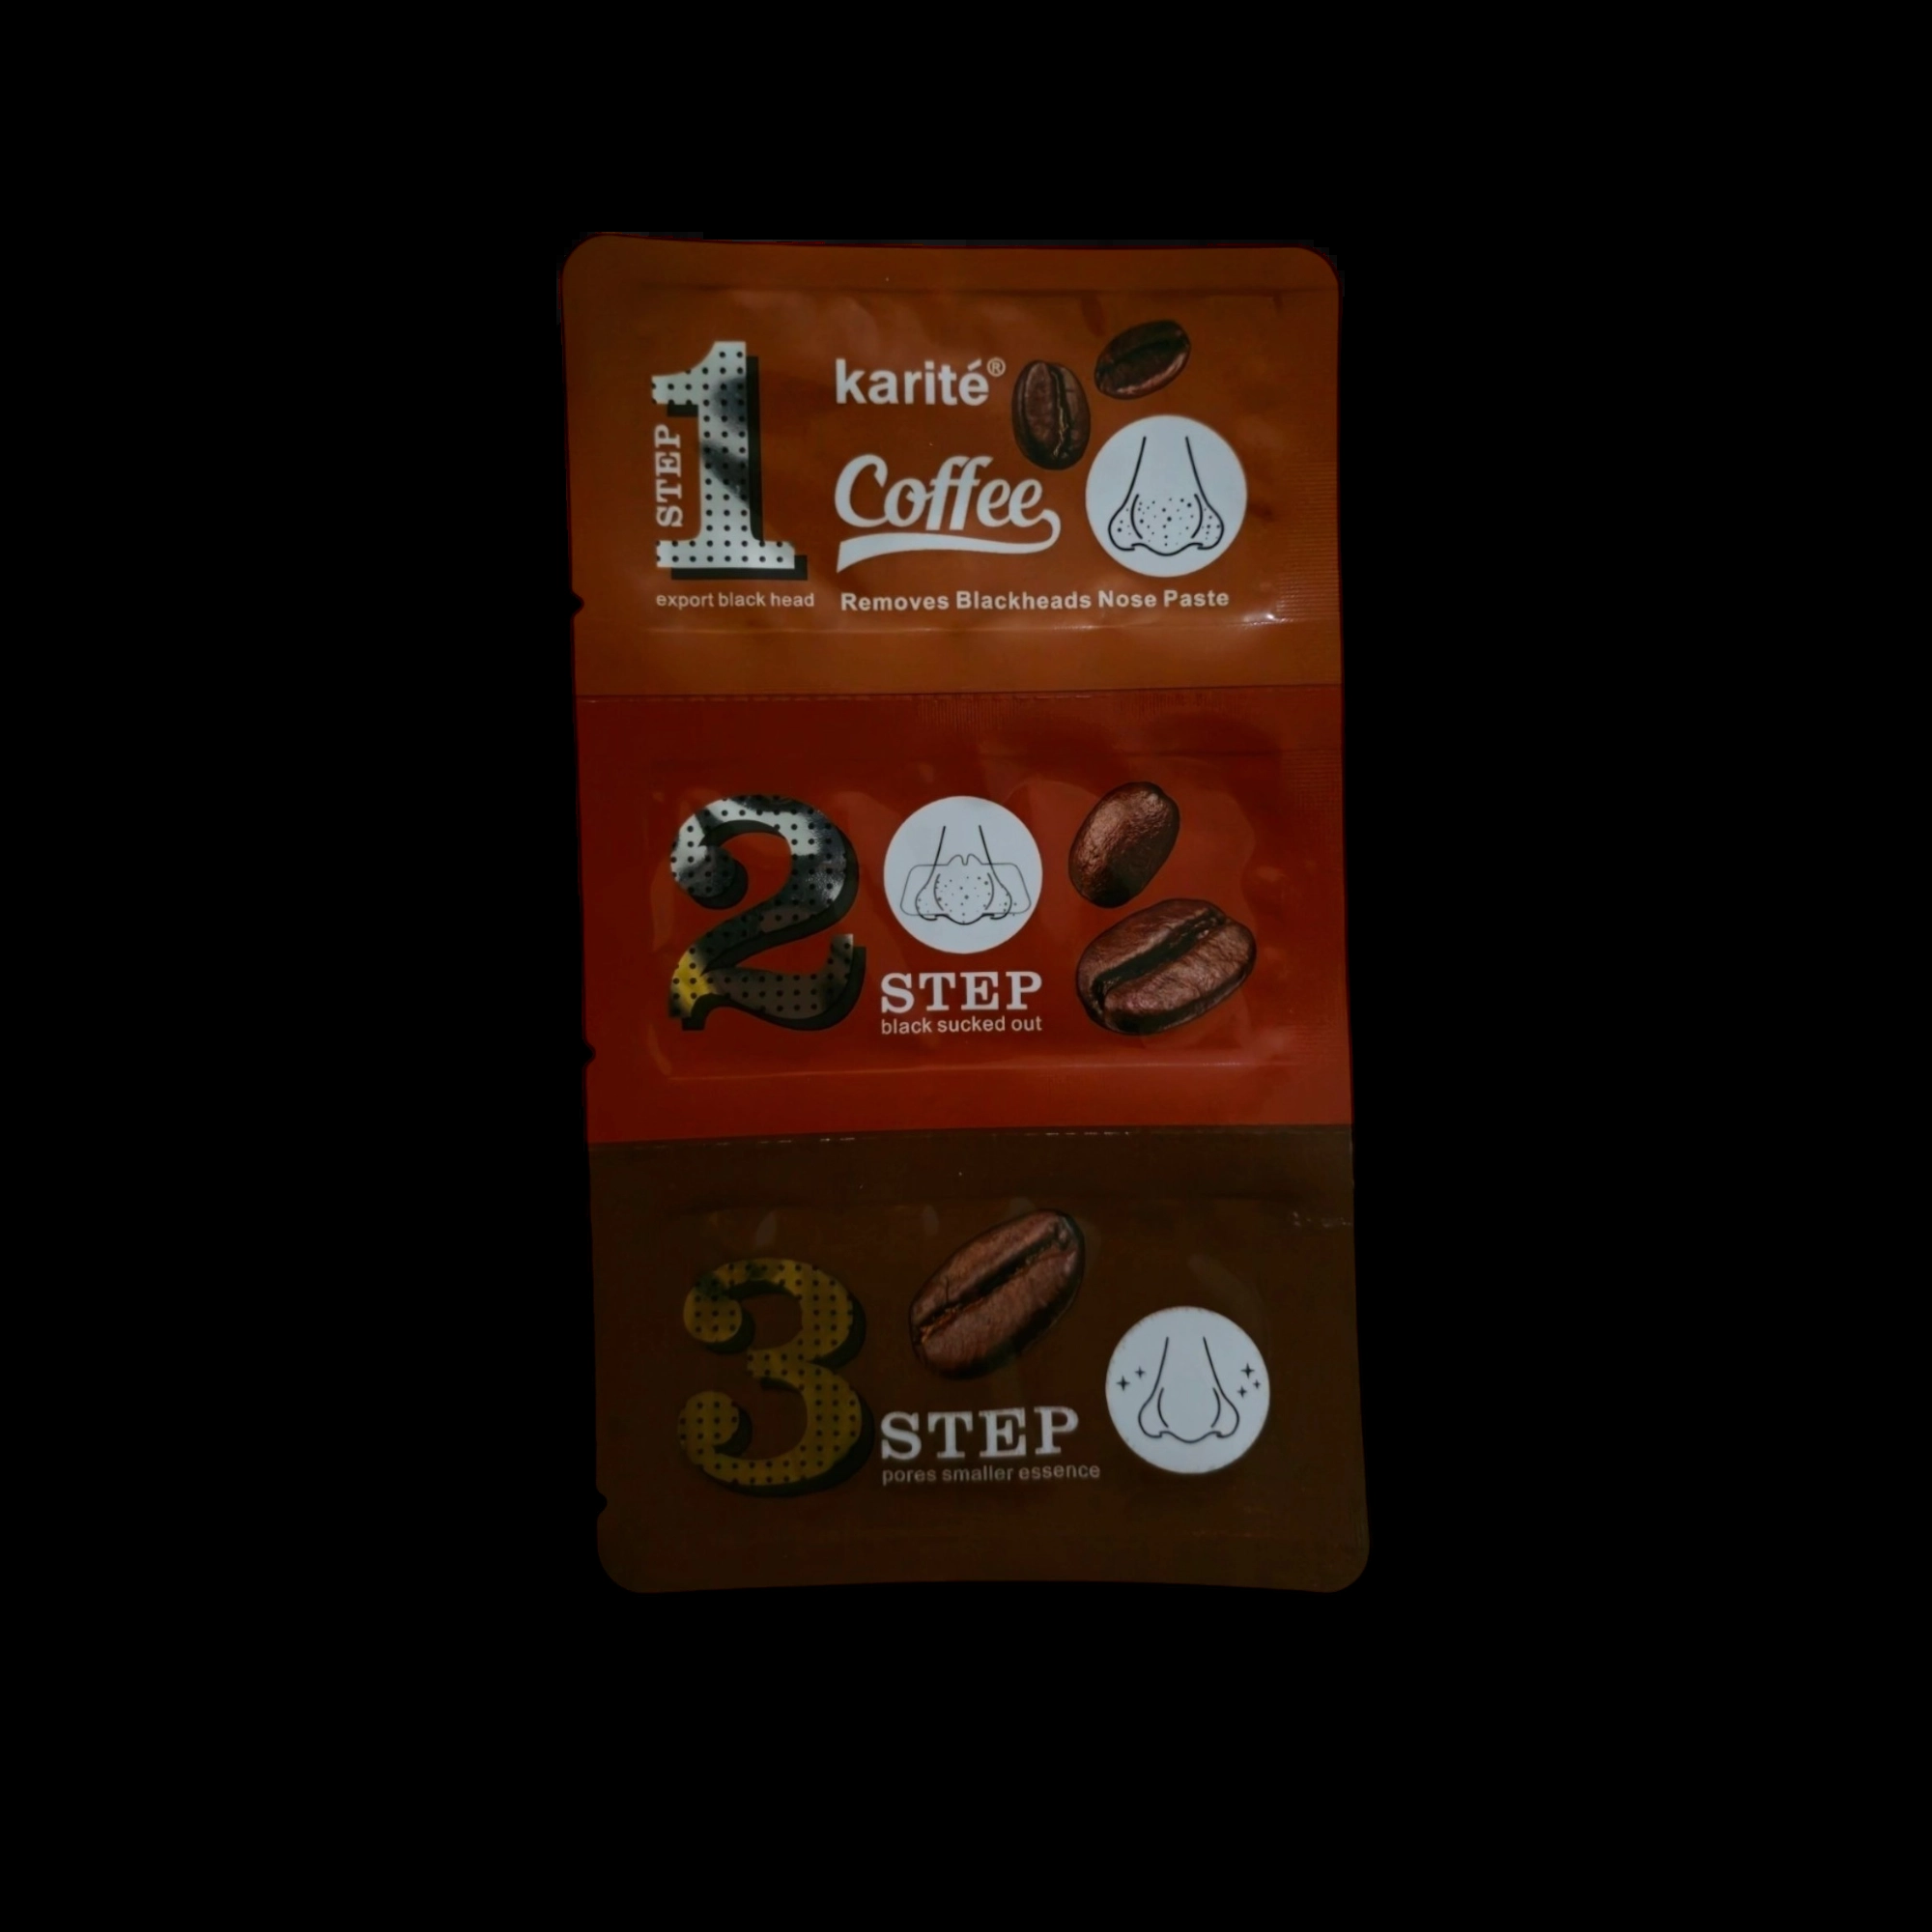 STEP
1
export black head
karité®
Coffee
Removes Blackheads Nose Paste
2
STEP
black sucked out
3
STEP
pores smaller essence